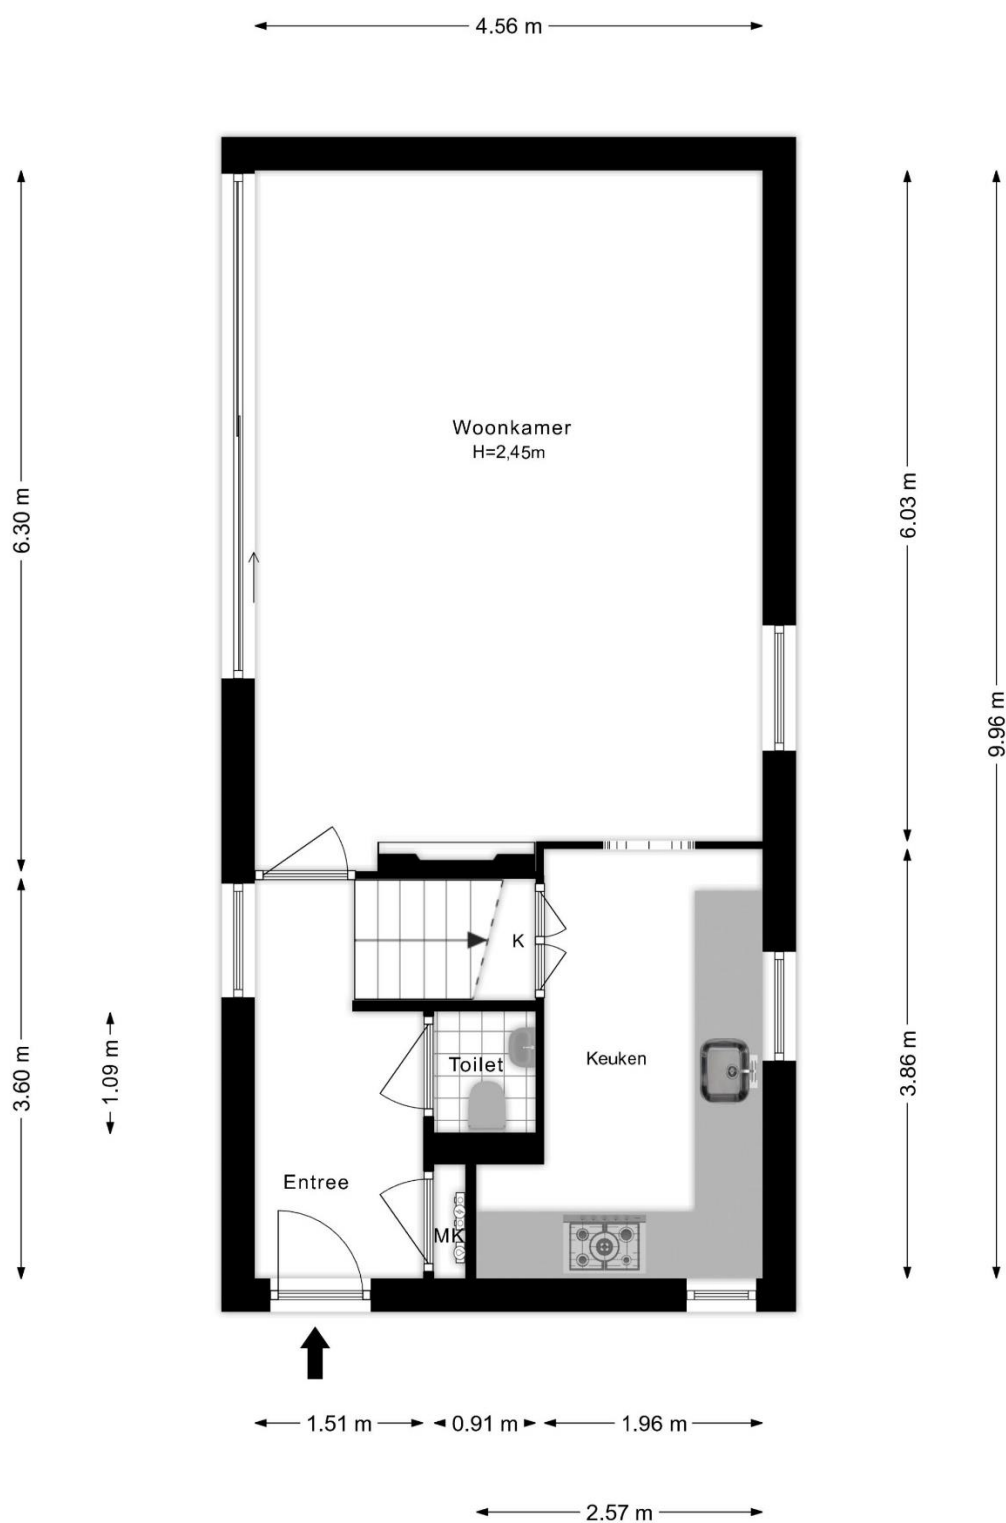 4.56 m
Woonkamer
H=2,45m
6.30 m
6.03 m
9.96 m
K
Keuken
Toilet
1.09 m
3.60 m
3.86 m
Entree
MK
1.51 m
0.91 m
1.96 m
2.57 m